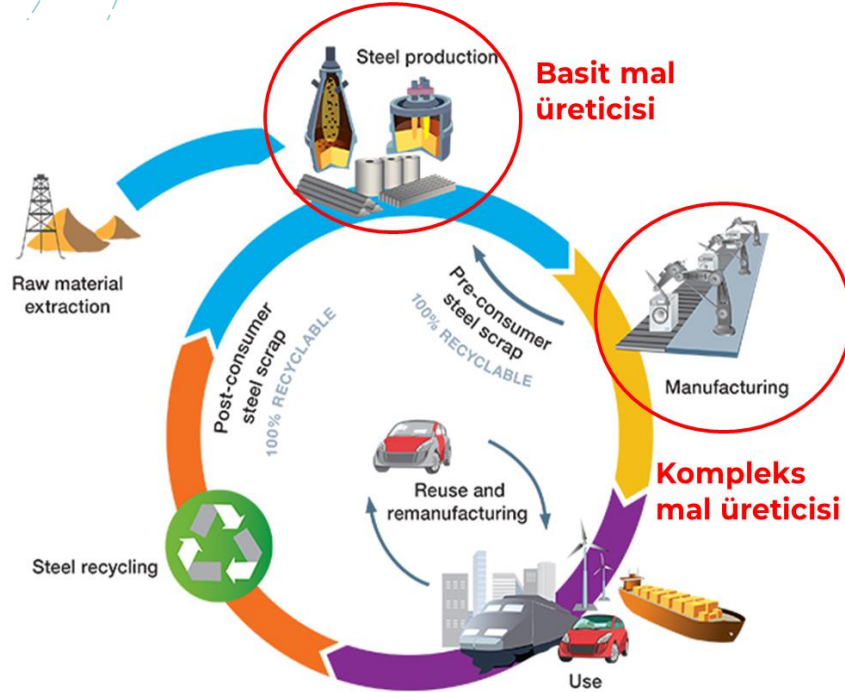 Steel production
Basit mal
üreticisi
Raw material
extraction
Post-consumer
steel scrap
100% RECYCLABLE
Pre-consumer
steel scrap
100% RECYCLABLE
Manufacturing
Kompleks
mal üreticisi
Reuse and
remanufacturing
Steel recycling
Use